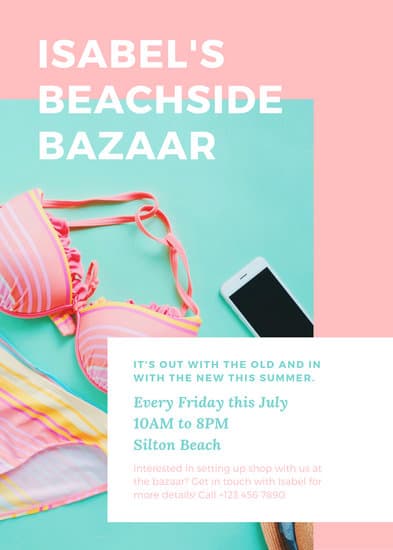 ISABEL'S
BEACHSIDE
BAZAAR
IT'S OUT WITH THE OLD AND IN
WITH THE NEW THIS SUMMER.
Every Friday this July
10AM to 8PM
Silton Beach
Interested in setting up shop with us at
the bazaar? Get in touch with Isabel for
more details! Call +123 456 7890